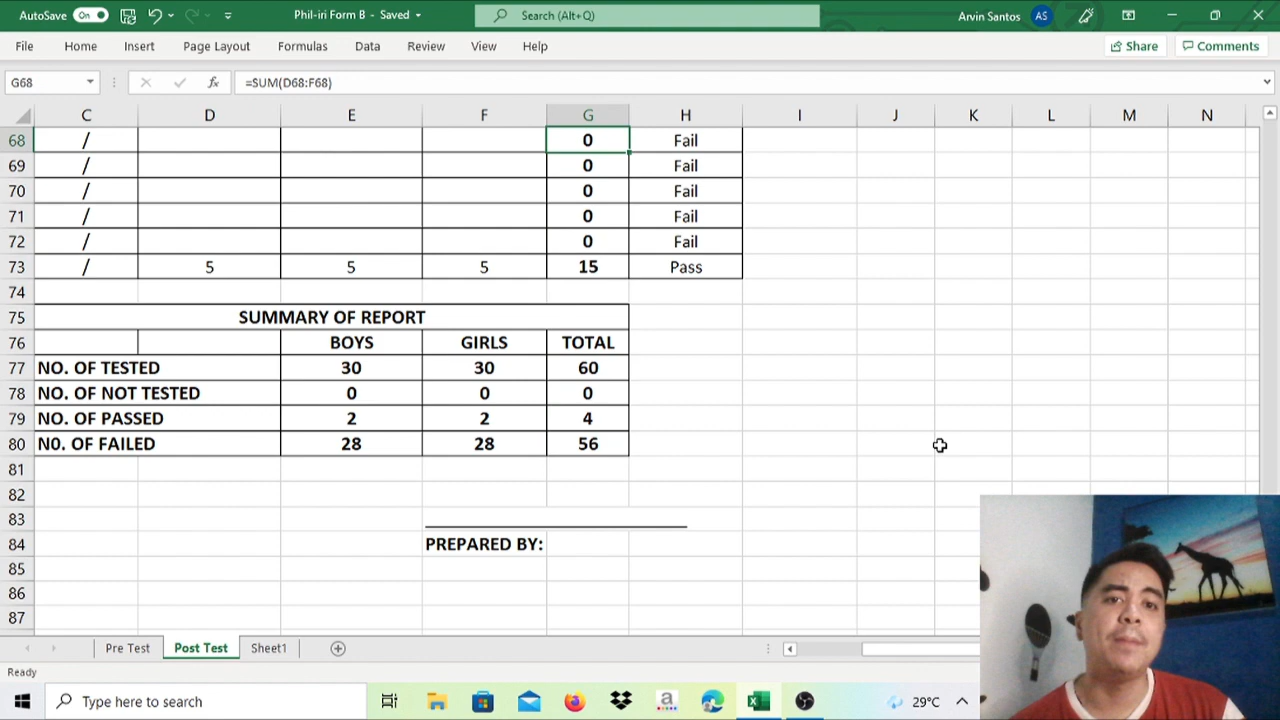 AutoSave On Phil-iri Form B - Saved Search (Alt+Q) Arvin Santos AS
File Home Insert Page Layout Formulas Data Review View Help Share Comments
G68 fx =SUM(D68:F68)
C D E F G H I J K L M N
68 / 0 Fail
69 / 0 Fail
70 / 0 Fail
71 / 0 Fail
72 / 0 Fail
73 / 5 5 5 15 Pass
74
75 SUMMARY OF REPORT
76 BOYS GIRLS TOTAL
77 NO. OF TESTED 30 30 60
78 NO. OF NOT TESTED 0 0 0
79 NO. OF PASSED 2 2 4
80 N0. OF FAILED 28 28 56
81
82
83
84 PREPARED BY:
85
86
87
Pre Test Post Test Sheet1
Ready
Type here to search a 29°C